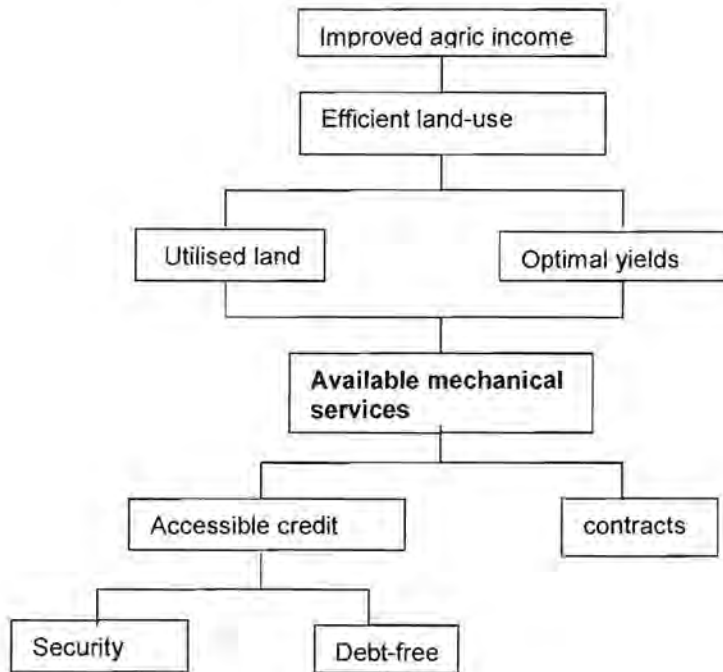 Improved agric income
Efficient land-use
Utilised land
Optimal yields
Available mechanical
services
Accessible credit
contracts
Security
Debt-free